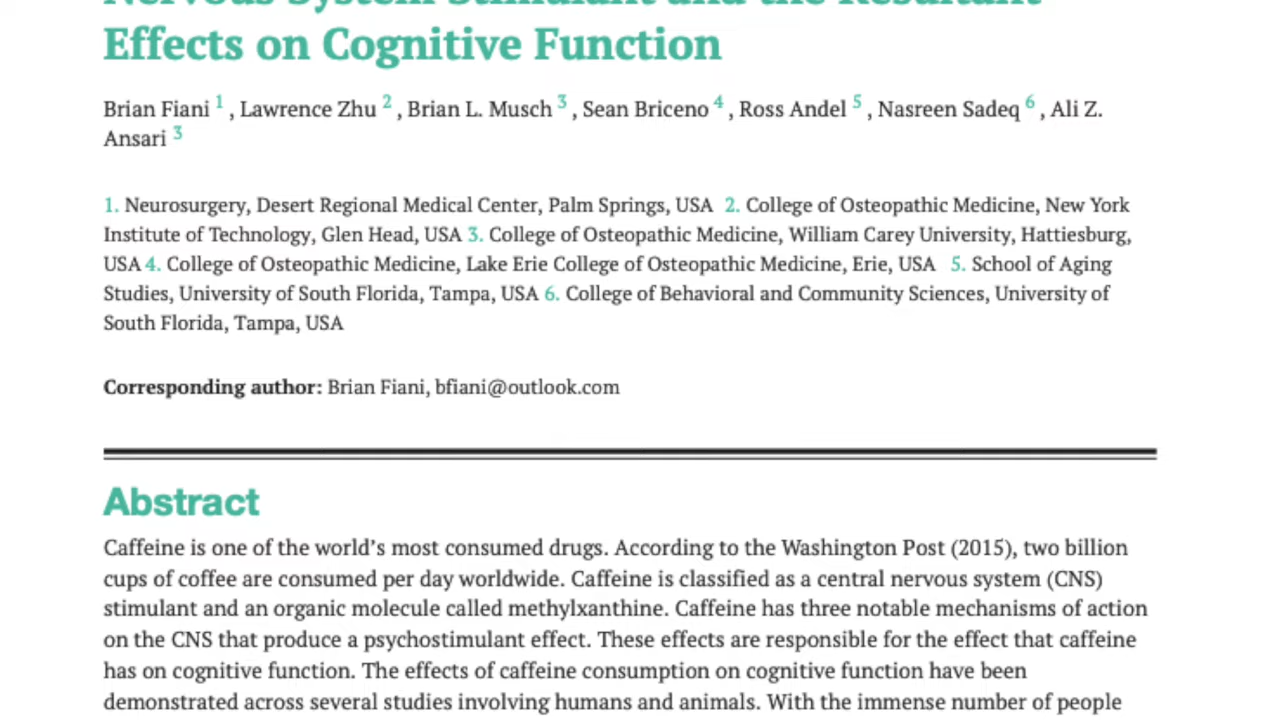 Nervous System Stimulant and the Resultant
Effects on Cognitive Function
Brian Fiani 1 , Lawrence Zhu 2 , Brian L. Musch 3 , Sean Briceno 4 , Ross Andel 5 , Nasreen Sadeq 6 , Ali Z.
Ansari 3
1. Neurosurgery, Desert Regional Medical Center, Palm Springs, USA 2. College of Osteopathic Medicine, New York
Institute of Technology, Glen Head, USA 3. College of Osteopathic Medicine, William Carey University, Hattiesburg,
USA 4. College of Osteopathic Medicine, Lake Erie College of Osteopathic Medicine, Erie, USA 5. School of Aging
Studies, University of South Florida, Tampa, USA 6. College of Behavioral and Community Sciences, University of
South Florida, Tampa, USA
Corresponding author: Brian Fiani, bfiani@outlook.com
Abstract
Caffeine is one of the world’s most consumed drugs. According to the Washington Post (2015), two billion
cups of coffee are consumed per day worldwide. Caffeine is classified as a central nervous system (CNS)
stimulant and an organic molecule called methylxanthine. Caffeine has three notable mechanisms of action
on the CNS that produce a psychostimulant effect. These effects are responsible for the effect that caffeine
has on cognitive function. The effects of caffeine consumption on cognitive function have been
demonstrated across several studies involving humans and animals. With the immense number of people